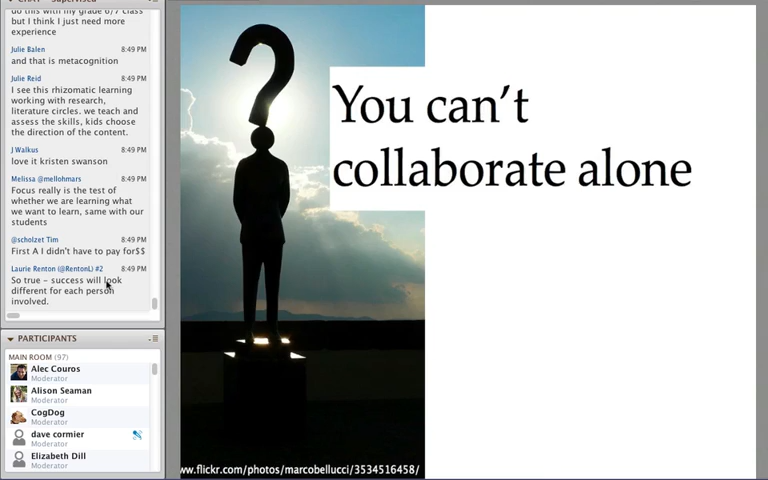 CHAT - Supervised
do this with my grade 6/7 class
but I think I just need more
experience
Julie Balen 8:49 PM
and that is metacognition
Julie Reid 8:49 PM
I see this rhizomatic learning
working with research,
literature circles. we teach and
assess the skills, kids choose
the direction of the content.
J Walkus 8:49 PM
love it kristen swanson
Melissa @mellohmars 8:49 PM
Focus really is the test of
whether we are learning what
we want to learn, same with our
students
@scholzet Tim 8:49 PM
First A I didn't have to pay for$$
Laurie Renton (@RentonL) #2 8:49 PM
So true - success will look
different for each person
involved.
PARTICIPANTS
MAIN ROOM (97)
Alec Couros
Moderator
Alison Seaman
Moderator
CogDog
Moderator
dave cormier
Moderator
Elizabeth Dill
Moderator
You can't
collaborate alone
ww.flickr.com/photos/marcobellucci/3534516458/